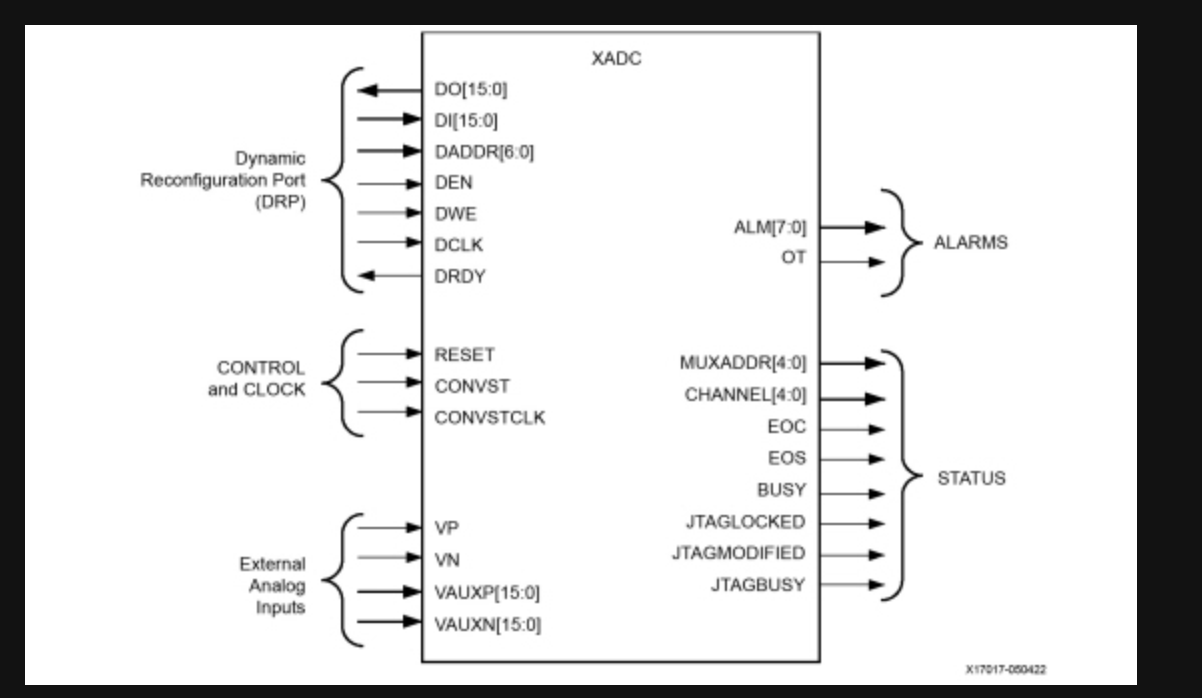 XADC
Dynamic
Reconfiguration Port
(DRP)
DO[15:0]
DI[15:0]
DADDR[6:0]
DEN
DWE
DCLK
DRDY
CONTROL
and CLOCK
RESET
CONVST
CONVSTCLK
External
Analog
Inputs
VP
VN
VAUXP[15:0]
VAUXN[15:0]
ALM[7:0]
OT
ALARMS
MUXADDR[4:0]
CHANNEL[4:0]
EOC
EOS
BUSY
JTAGLOCKED
JTAGMODIFIED
JTAGBUSY
STATUS
X17017-050422